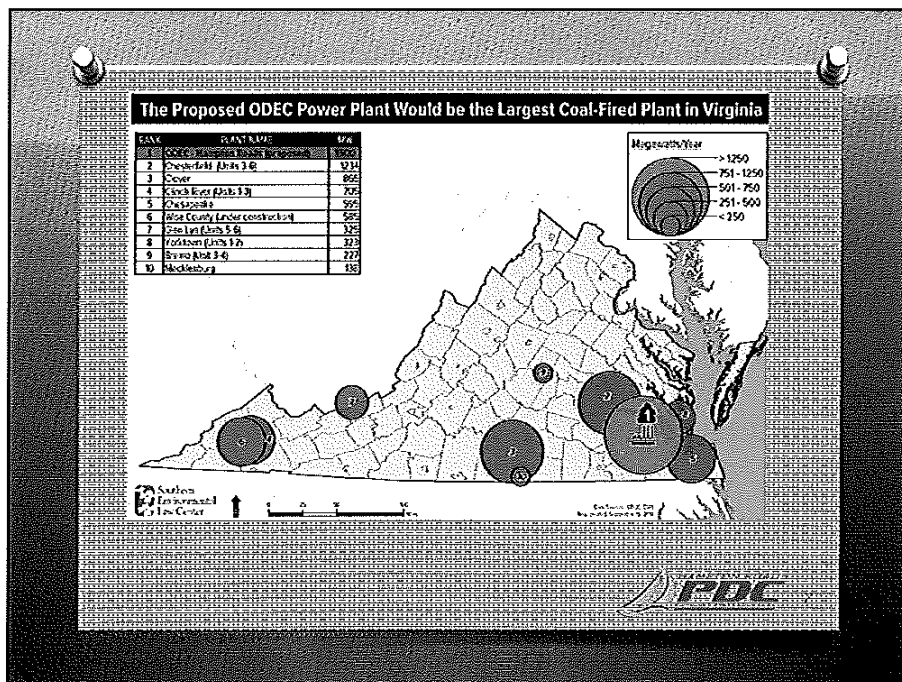 The Proposed ODEC Power Plant Would be the Largest Coal-Fired Plant in Virginia
RANK PLANT NAME MW
1
2 Chesterfield (Units 3-6) 1234
3 Clover
4 Clinch River (Units 1-3) 705
5 Chesapeake 595
6 Wise County (under construction) 585
7 Glen Lyn (Units 5-6) 325
8 Yorktown (Units 1-2) 323
9 Bremo (Unit 3-4) 227
10 Mecklenburg 138
Megawatts/Year
>1250
751 - 1250
501 - 750
251 - 500
< 250
1
Southern
Environmental
Law Center
PDC